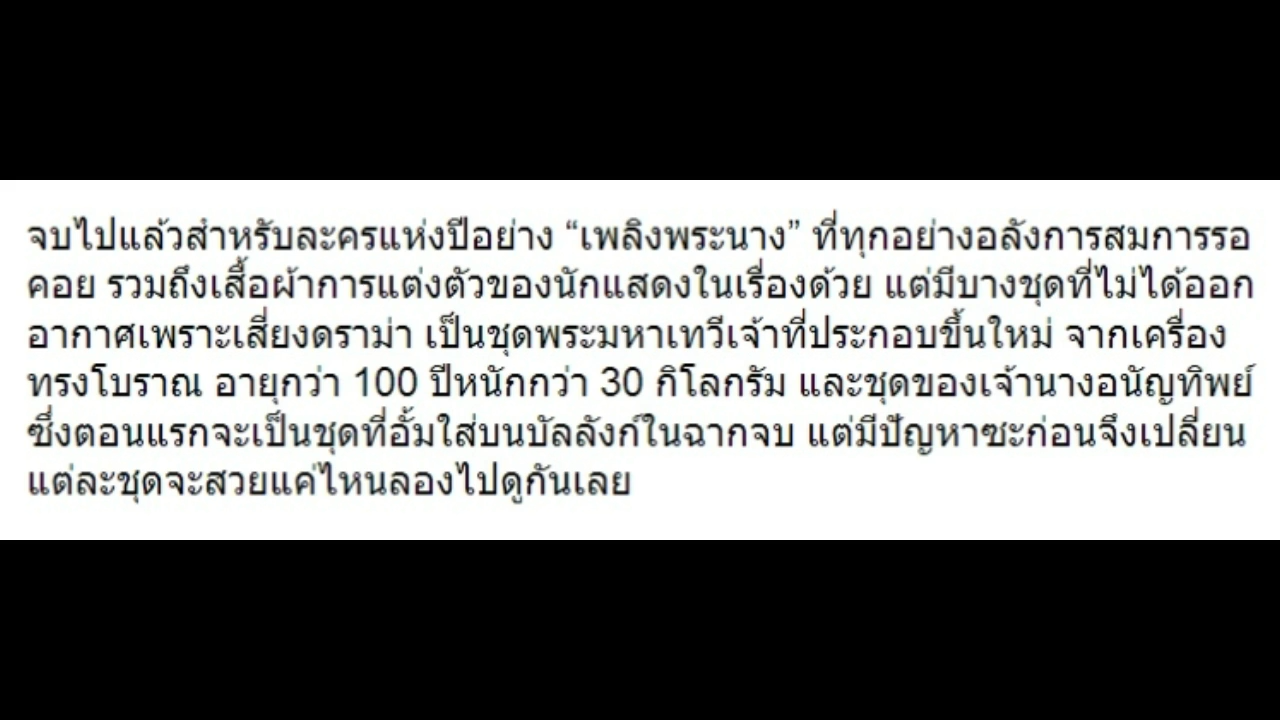 จบไปแล้วสำหรับละครแห่งปีอย่าง “เพลิงพระนาง” ที่ทุกอย่างอลังการสมการรอ
คอย รวมถึงเสื้อผ้าการแต่งตัวของนักแสดงในเรื่องด้วย แต่มีบางชุดที่ไม่ได้ออก
อากาศเพราะเสี่ยงดราม่า เป็นชุดพระมหาเทวีเจ้าที่ประกอบขึ้นใหม่ จากเครื่อง
ทรงโบราณ อายุกว่า 100 ปีหนักกว่า 30 กิโลกรัม และชุดของเจ้านางอนัญทิพย์
ซึ่งตอนแรกจะเป็นชุดที่อั้มใส่บนบัลลังก์ในฉากจบ แต่มีปัญหาซะก่อนจึงเปลี่ยน
แต่ละชุดจะสวยแค่ไหนลองไปดูกันเลย